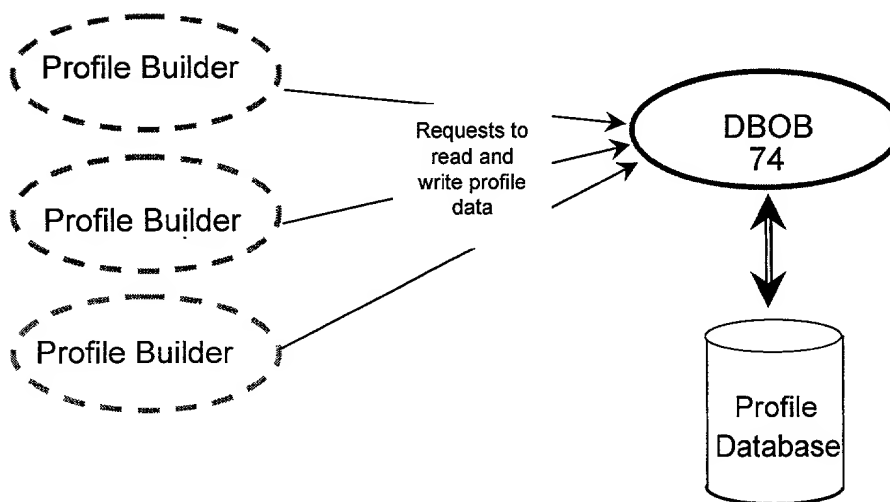 Profile Builder
Profile Builder
Profile Builder
Requests to
read and
write profile
data
DBOB
74
Profile
Database